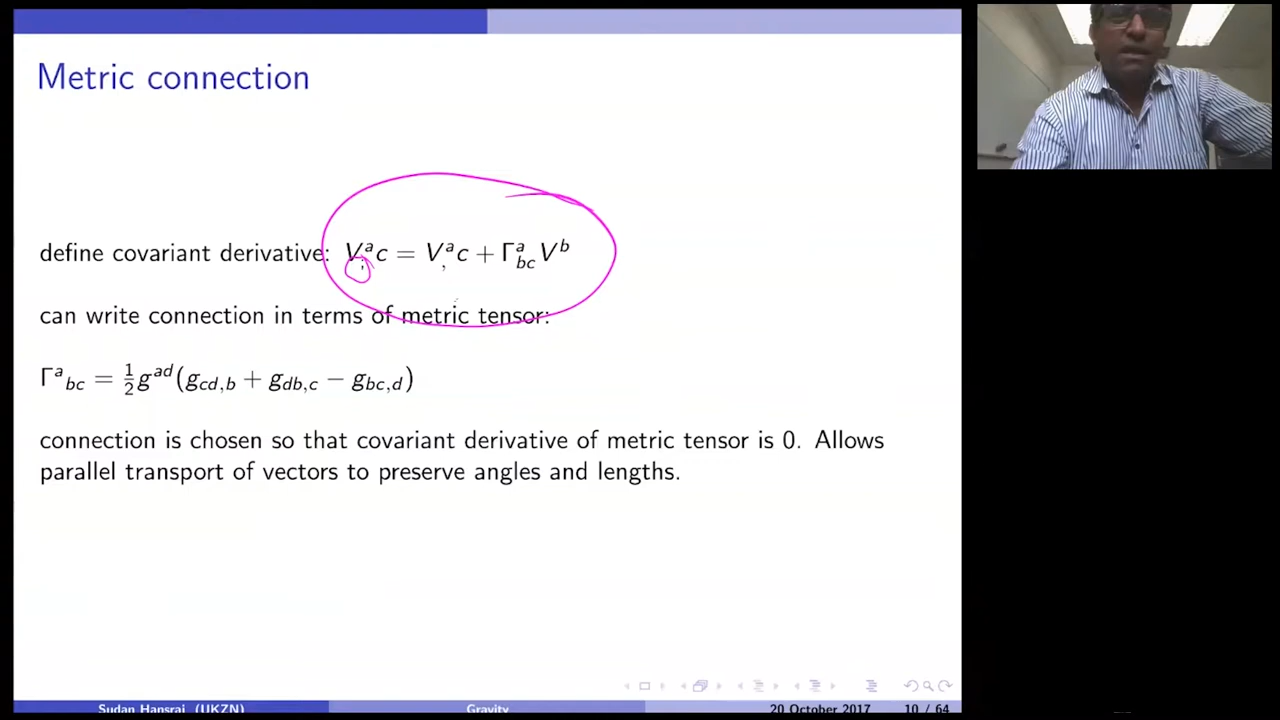 Metric connection
define covariant derivative: V^a_; c = V^a_, c + Γ^a_{bc} V^b
can write connection in terms of metric tensor:
Γ^a_{bc} = 1/2 g^{ad}(g_{cd,b} + g_{db,c} − g_{bc,d})
connection is chosen so that covariant derivative of metric tensor is 0. Allows
parallel transport of vectors to preserve angles and lengths.
Sudan Hansraj (UKZN) Gravity 20 October 2017 10 / 64